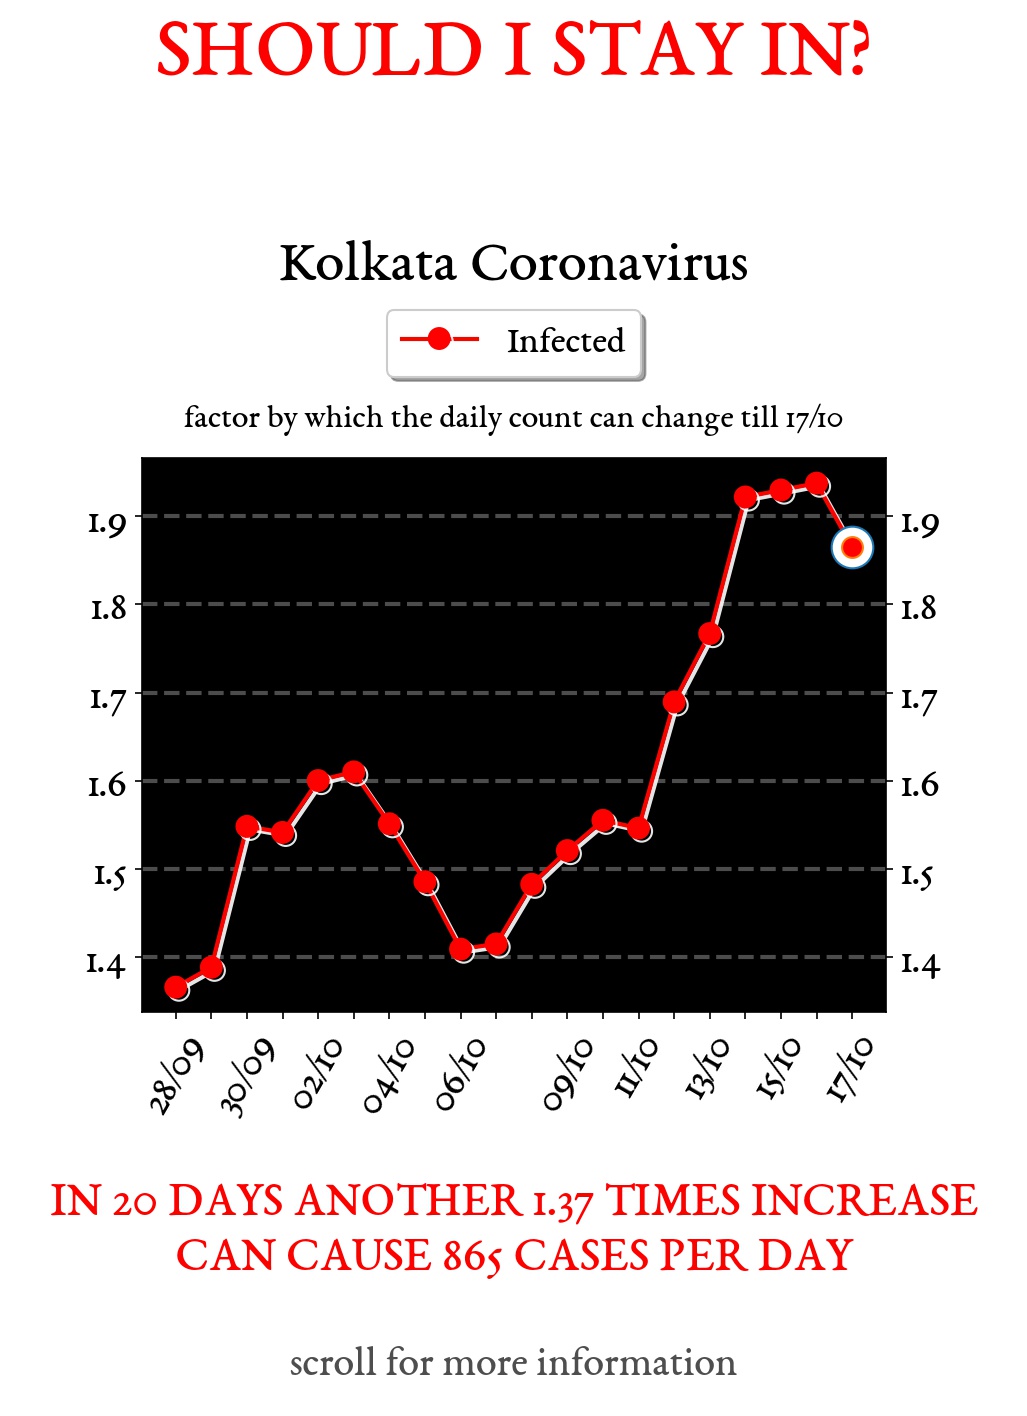 SHOULD I STAY IN?
Kolkata Coronavirus
Infected
factor by which the daily count can change till 17/10
1.9 1.9
1.8 1.8
1.7 1.7
1.6 1.6
1.5 1.5
1.4 1.4
28/09 30/09 02/10 04/10 06/10 09/10 11/10 13/10 15/10 17/10
IN 20 DAYS ANOTHER 1.37 TIMES INCREASE
CAN CAUSE 865 CASES PER DAY
scroll for more information